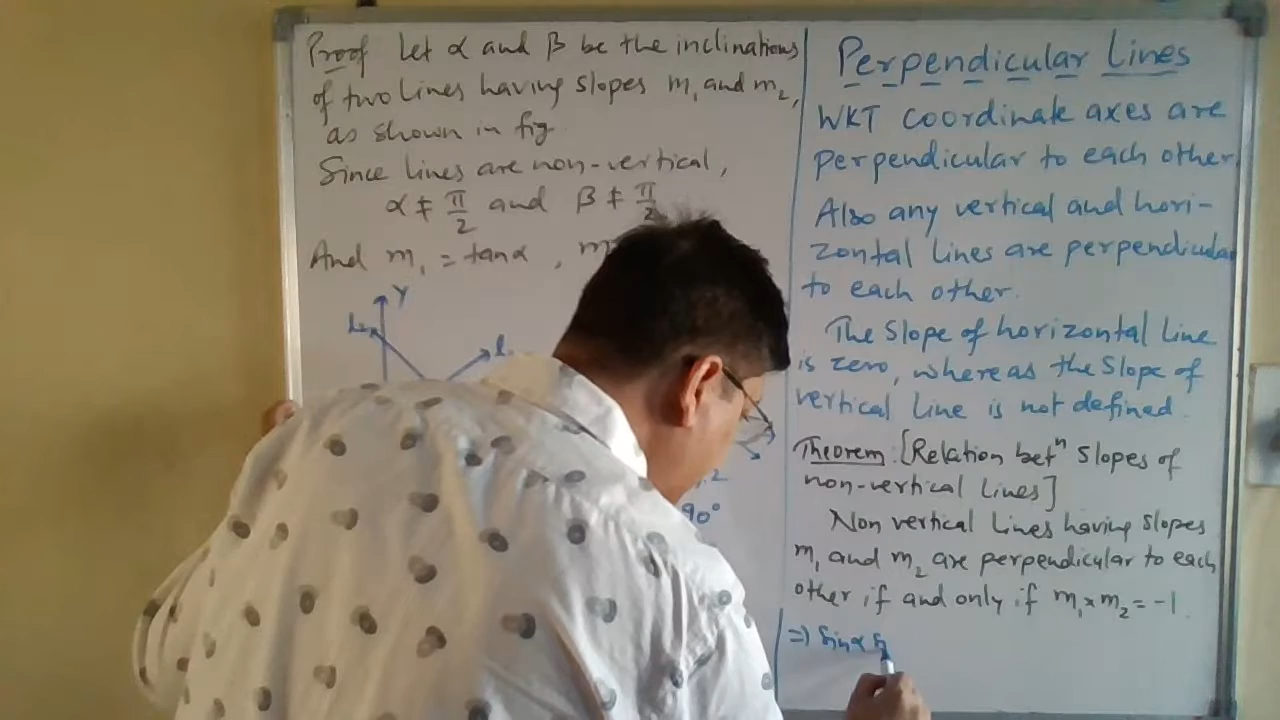 Proof Let α and β be the inclinations
of two lines having slopes m₁ and m₂,
as shown in fig.
Since lines are non-vertical,
α ≠ π/2 and β ≠ π/2
And m₁ = tanα , m
Y
L₂
90°
Perpendicular Lines
WKT coordinate axes are
perpendicular to each other
Also any vertical and hori-
zontal lines are perpendicular
to each other.
The slope of horizontal line
is zero, where as the slope of
vertical line is not defined.
Theorem: [Relation betⁿ slopes of
non-vertical lines]
Non vertical lines having slopes
m₁ and m₂ are perpendicular to each
other if and only if m₁ × m₂ = -1.
=> Sinα S